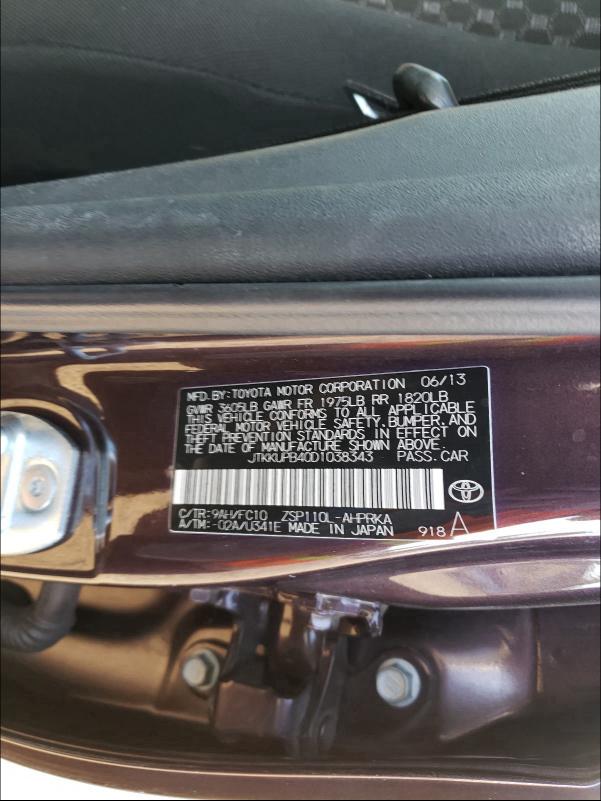 MFD.BY:TOYOTA MOTOR CORPORATION 06/13
GVWR 3605LB GAWR FR 1975LB RR 1820LB
THIS VEHICLE CONFORMS TO ALL APPLICABLE
FEDERAL MOTOR VEHICLE SAFETY,BUMPER,AND
THEFT PREVENTION STANDARDS IN EFFECT ON
THE DATE OF MANUFACTURE SHOWN ABOVE.
JTKKUPB40D1038343 PASS.CAR
C/TR:9AH/FC10 ZSP110L-AHPRKA
A/TM:-02A/U341E MADE IN JAPAN 918 A